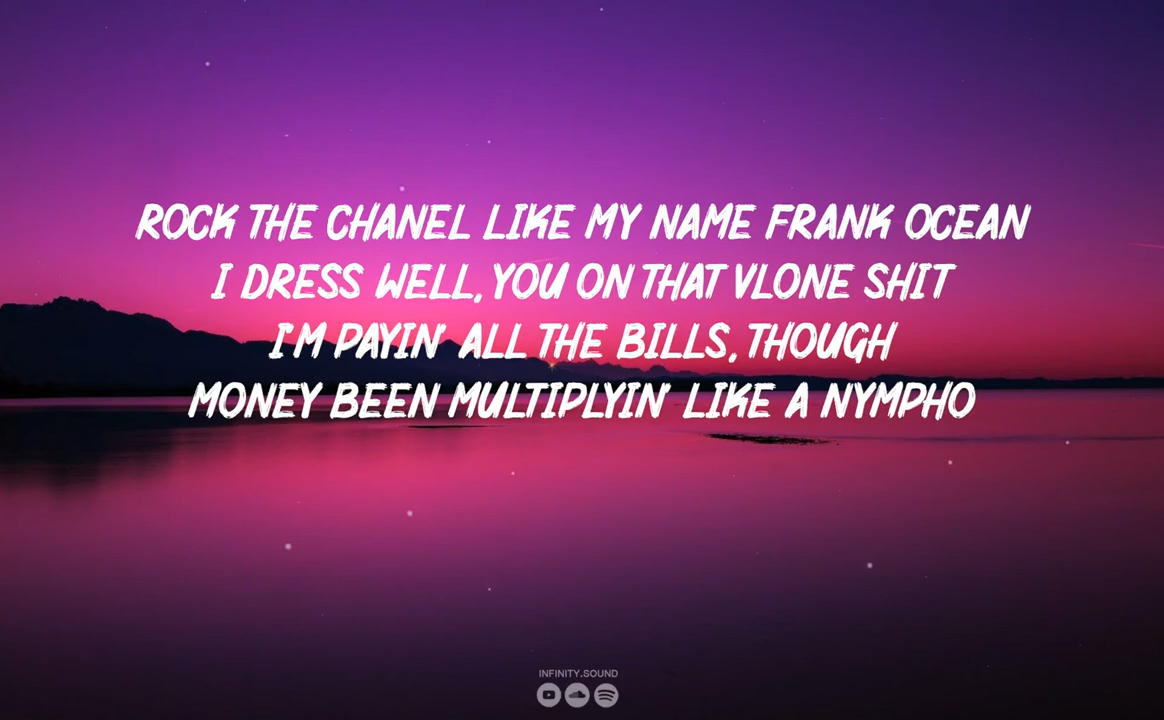 ROCK THE CHANEL LIKE MY NAME FRANK OCEAN
I DRESS WELL, YOU ON THAT VLONE SHIT
I'M PAYIN' ALL THE BILLS, THOUGH
MONEY BEEN MULTIPLYIN' LIKE A NYMPHO
INFINITY.SOUND